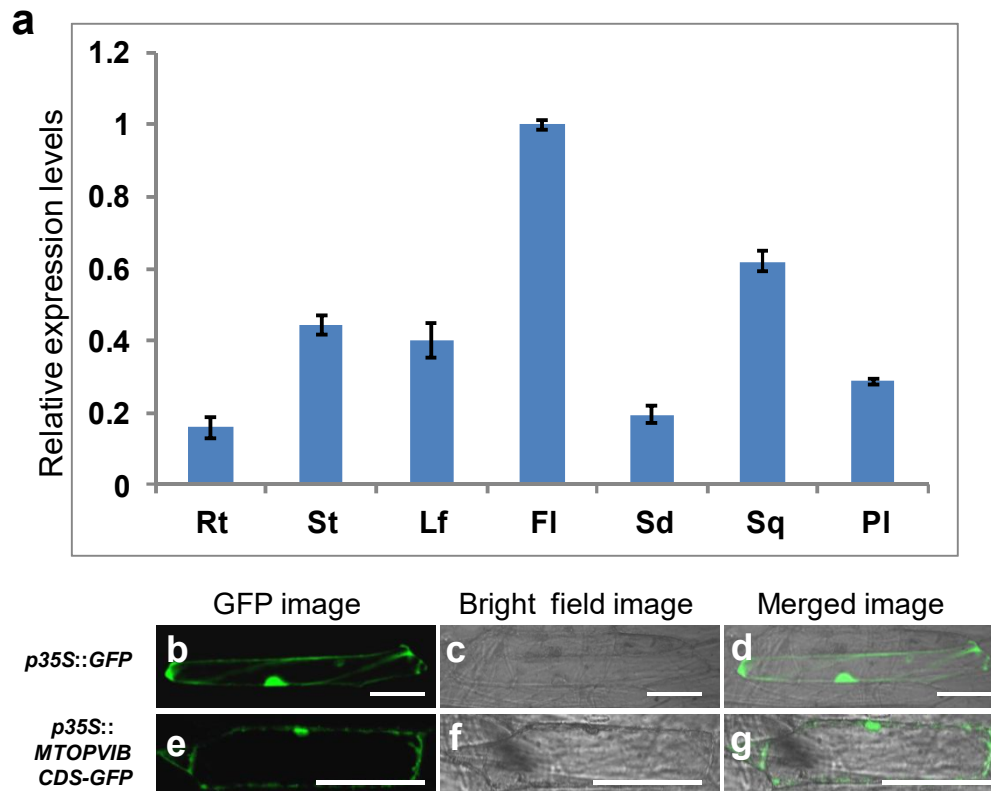 a
Relative expression levels
1.2
1
0.8
0.6
0.4
0.2
0
Rt St Lf Fl Sd Sq Pl
GFP image Bright field image Merged image
p35S::GFP
b c d
p35S::
MTOPVIB
CDS-GFP
e f g